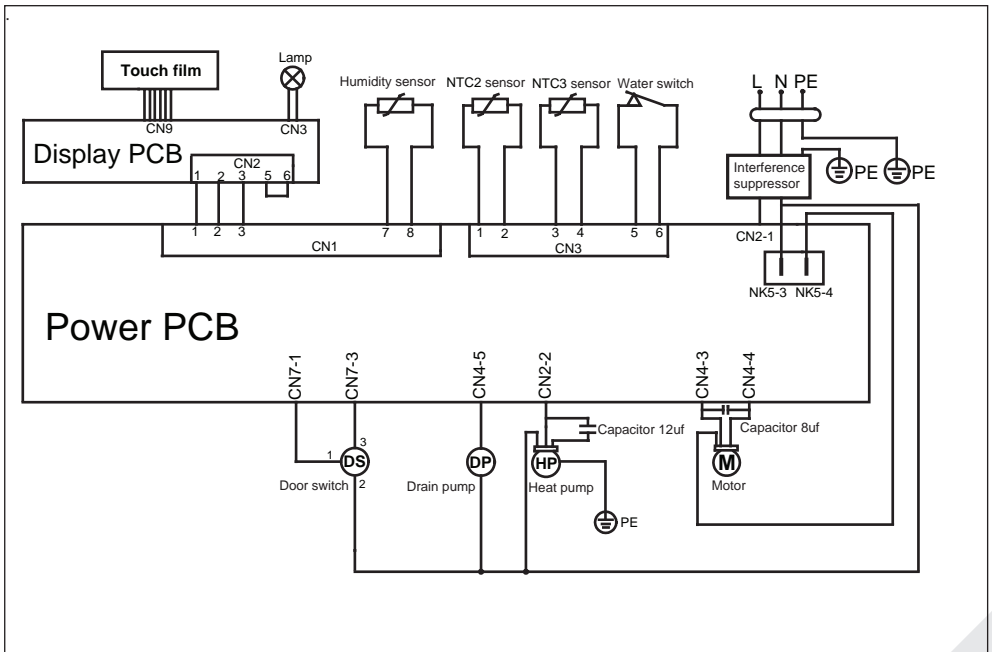 Touch film
Lamp
Humidity sensor
NTC2 sensor
NTC3 sensor
Water switch
L N PE
CN9
CN3
Display PCB
CN2
1 2 3 5 6
Interference
suppressor
PE
PE
1 2 3
7 8
CN1
1 2 3 4 5 6
CN3
CN2-1
NK5-3 NK5-4
Power PCB
CN7-1
CN7-3
CN4-5
CN2-2
CN4-3
CN4-4
Capacitor 12uf
Capacitor 8uf
3
1
DS
2
Door switch
DP
Drain pump
HP
Heat pump
M
Motor
PE